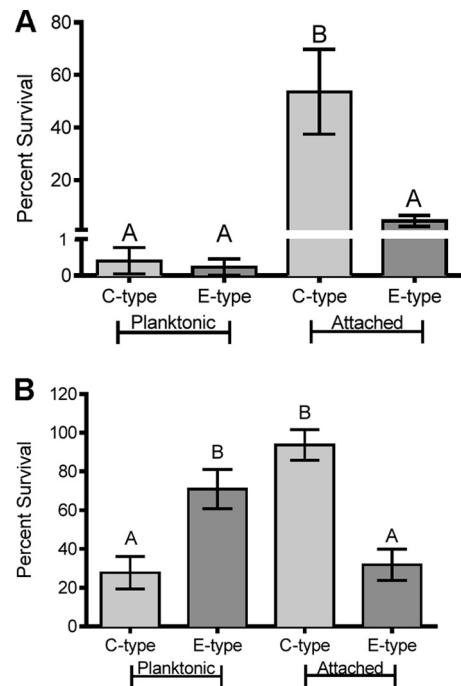 A
80
60
40
20
1
0
Percent Survival
A
A
B
A
C-type E-type C-type E-type
Planktonic Attached
B
120
100
80
60
40
20
0
Percent Survival
A
B
B
A
C-type E-type C-type E-type
Planktonic Attached